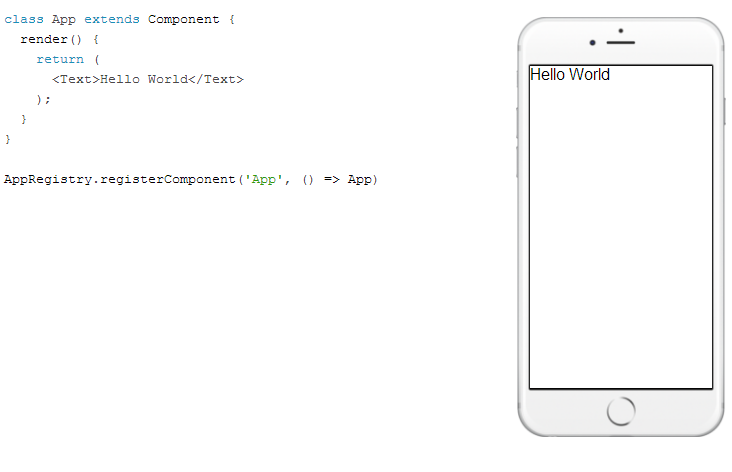 class App extends Component {
  render() {
    return (
      <Text>Hello World</Text>
    );
  }
}
AppRegistry.registerComponent('App', () => App)
Hello World